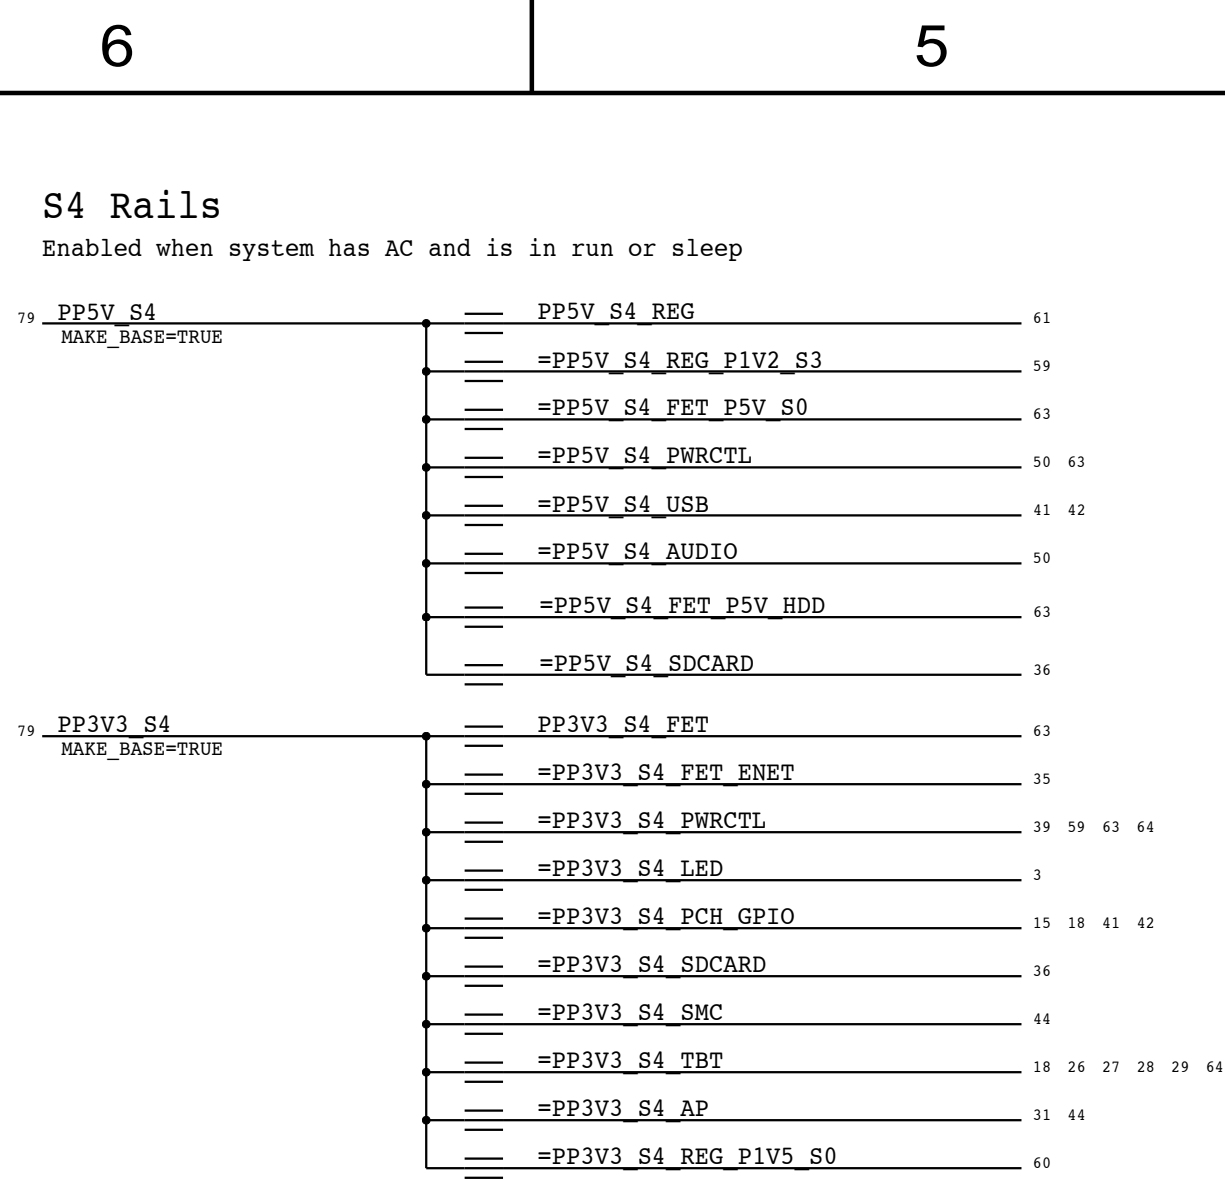 6 5
S4 Rails
Enabled when system has AC and is in run or sleep
79 PP5V_S4 PP5V_S4_REG 61
MAKE_BASE=TRUE
=PP5V_S4_REG_P1V2_S3 59
=PP5V_S4_FET_P5V_S0 63
=PP5V_S4_PWRCTL 50 63
=PP5V_S4_USB 41 42
=PP5V_S4_AUDIO 50
=PP5V_S4_FET_P5V_HDD 63
=PP5V_S4_SDCARD 36
79 PP3V3_S4 PP3V3_S4_FET 63
MAKE_BASE=TRUE
=PP3V3_S4_FET_ENET 35
=PP3V3_S4_PWRCTL 39 59 63 64
=PP3V3_S4_LED 3
=PP3V3_S4_PCH_GPIO 15 18 41 42
=PP3V3_S4_SDCARD 36
=PP3V3_S4_SMC 44
=PP3V3_S4_TBT 18 26 27 28 29 64
=PP3V3_S4_AP 31 44
=PP3V3_S4_REG_P1V5_S0 60